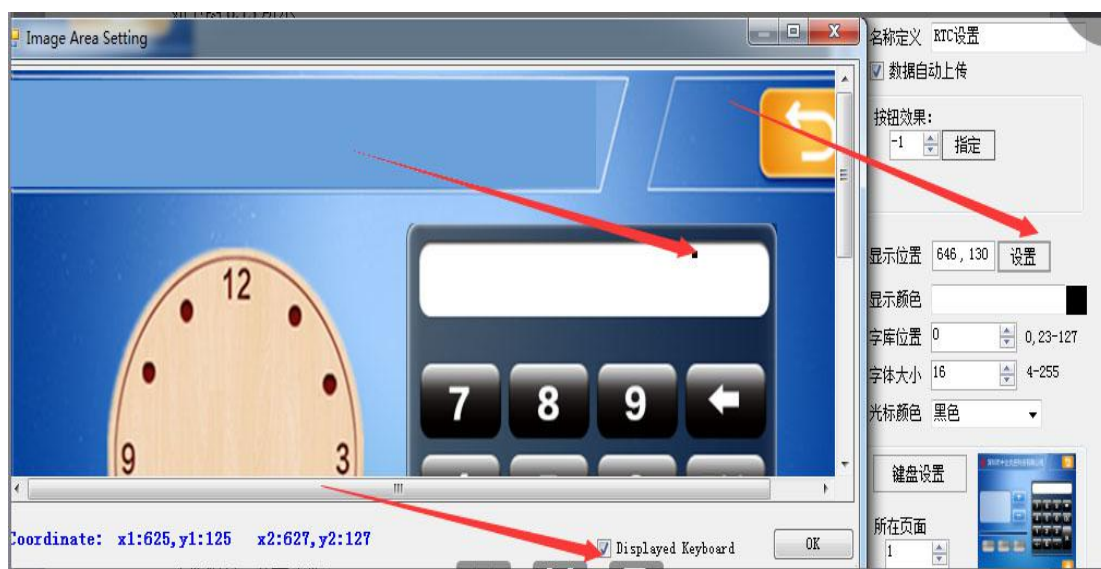 Image Area Setting
12
9
3
7 8 9
Coordinate: x1:625,y1:125 x2:627,y2:127
Displayed Keyboard
OK
名称定义 RTC设置
数据自动上传
按钮效果:
-1 指定
显示位置 646,130 设置
显示颜色
字库位置 0 0,23-127
字体大小 16 4-255
光标颜色 黑色
键盘设置
所在页面
1